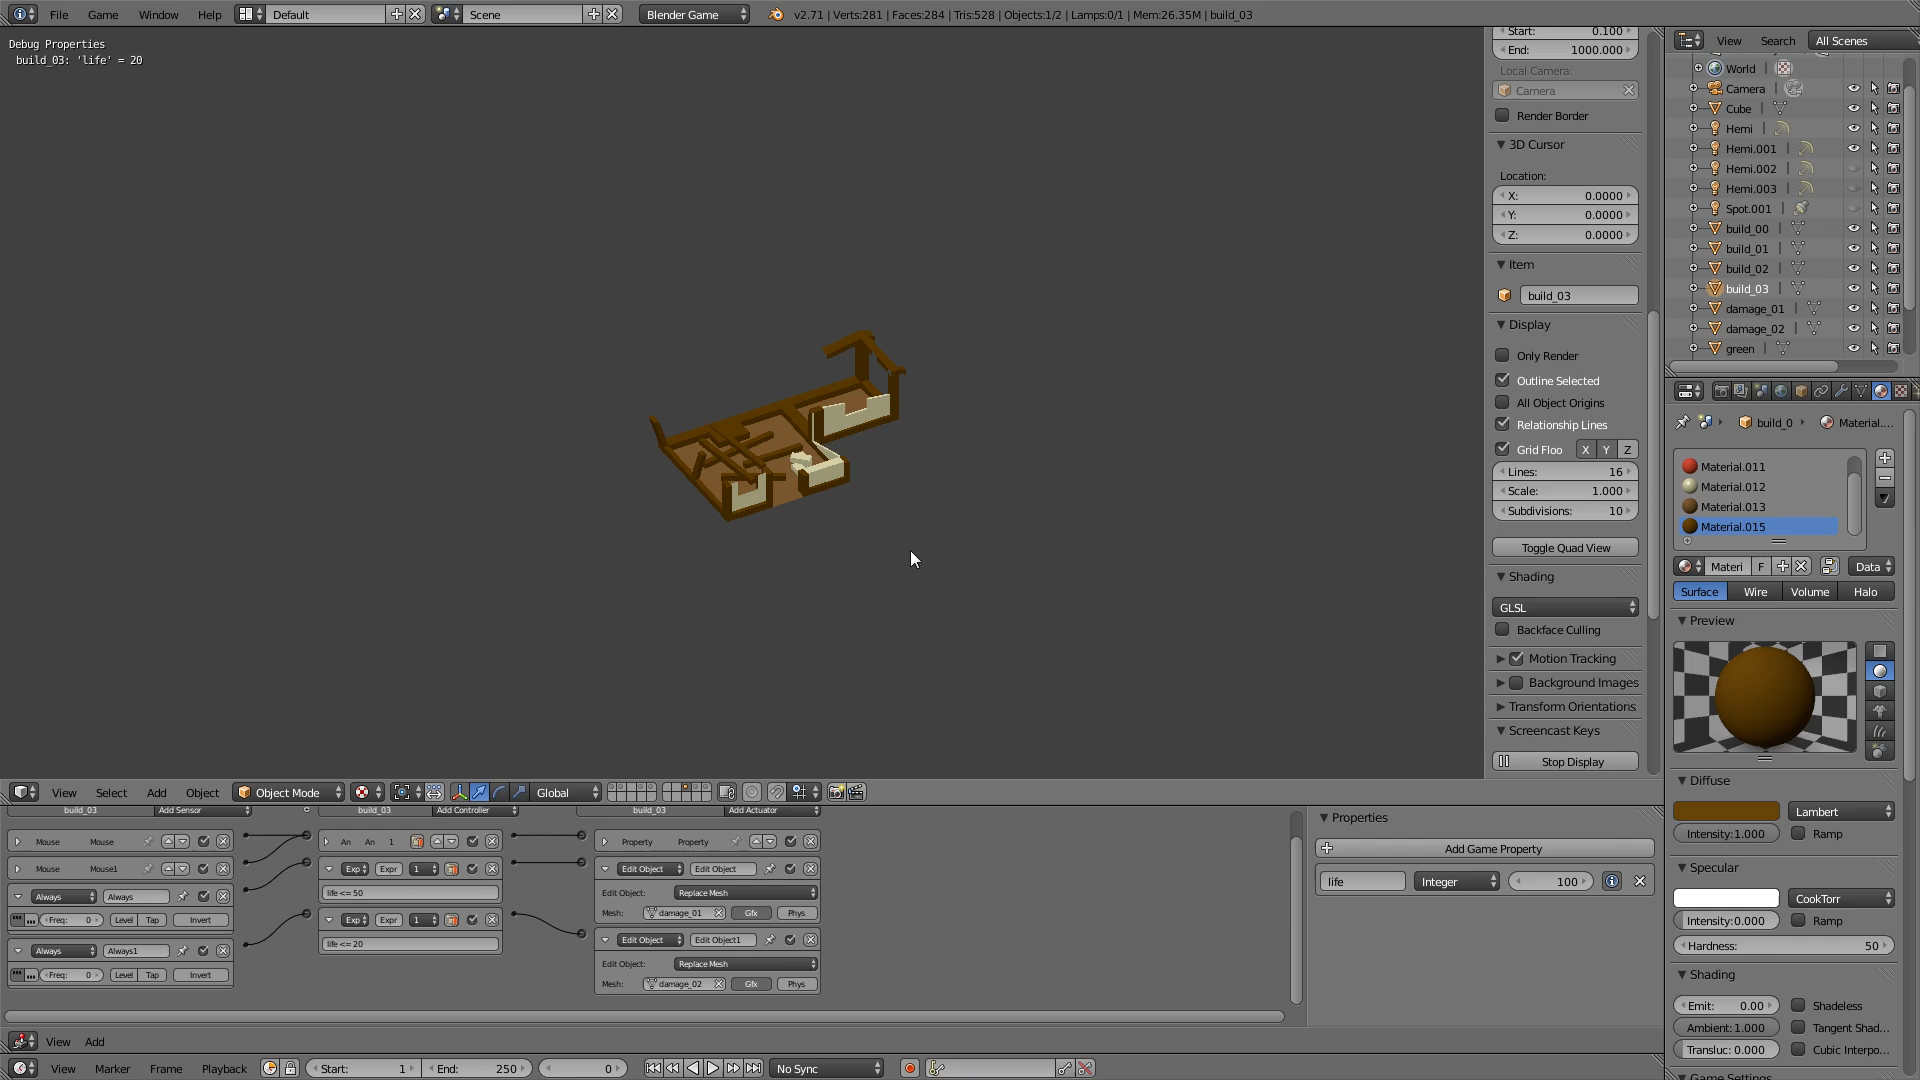 File Game Window Help Default Scene Blender Game v2.71 | Verts:281 | Faces:284 | Tris:528 | Objects:1/2 | Lamps:0/1 | Mem:26.35M | build_03
Debug Properties
build_03: 'life' = 20
Start: 0.100
End: 1000.000
Local Camera:
Camera
Render Border
3D Cursor
Location:
X: 0.0000
Y: 0.0000
Z: 0.0000
Item
build_03
Display
Only Render
Outline Selected
All Object Origins
Relationship Lines
Grid Floo X Y Z
Lines: 16
Scale: 1.000
Subdivisions: 10
Toggle Quad View
Shading
GLSL
Backface Culling
Motion Tracking
Background Images
Transform Orientations
Screencast Keys
Stop Display
View Search All Scenes
World
Camera
Cube
Hemi
Hemi.001
Hemi.002
Hemi.003
Spot.001
build_00
build_01
build_02
build_03
damage_01
damage_02
green
build_0 Material....
Material.011
Material.012
Material.013
Material.015
Materi F Data
Surface Wire Volume Halo
Preview
Diffuse
Lambert
Intensity:1.000 Ramp
Specular
CookTorr
Intensity:0.000 Ramp
Hardness: 50
Shading
Emit: 0.00 Shadeless
Ambient: 1.000 Tangent Shad...
Transluc: 0.000 Cubic Interpo...
Game Settings
View Select Add Object Object Mode Global
build_03 Add Sensor build_03 Add Controller build_03 Add Actuator
Mouse Mouse An An 1 Property Property
Mouse Mouse1 Exp Expr 1 Edit Object Edit Object
Always Always life <= 50 Edit Object: Replace Mesh
Freq: 0 Level Tap Invert Exp Expr 1 Mesh: damage_01 Gfx Phys
Always Always1 life <= 20 Edit Object Edit Object1
Edit Object: Replace Mesh
Freq: 0 Level Tap Invert Mesh: damage_02 Gfx Phys
Properties
Add Game Property
life Integer 100
View Add
View Marker Frame Playback Start: 1 End: 250 0 No Sync